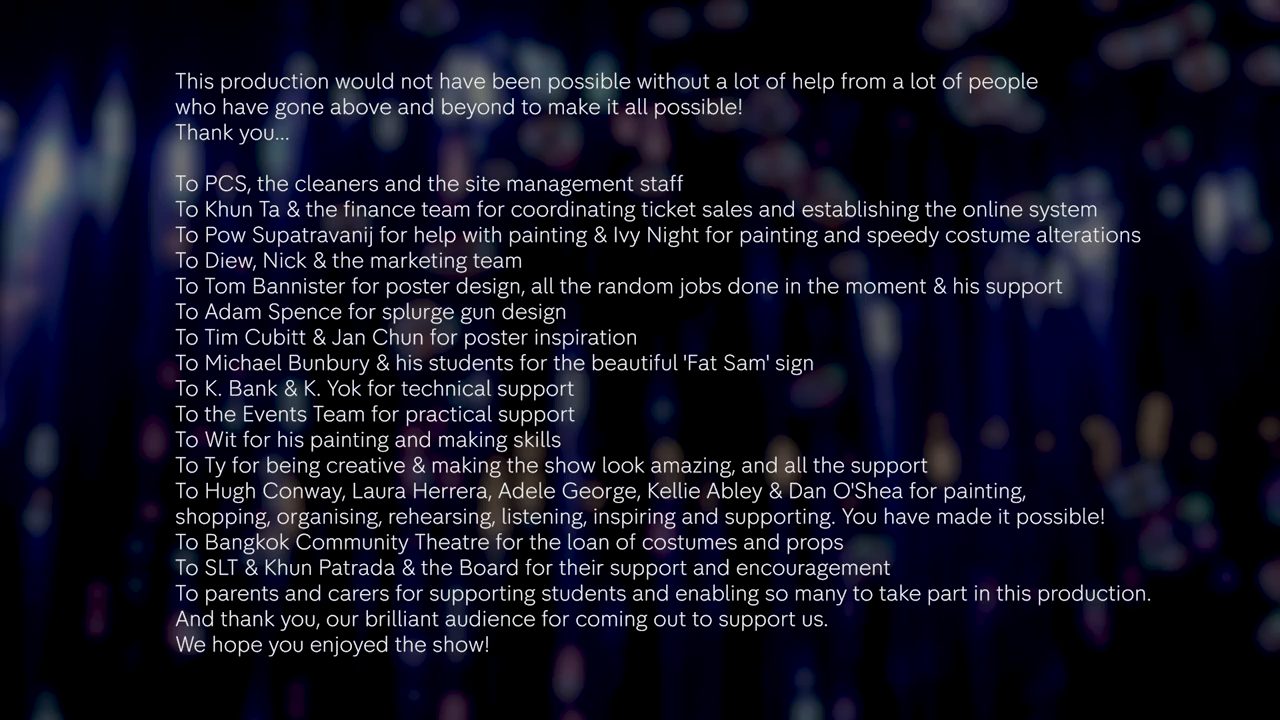 This production would not have been possible without a lot of help from a lot of people
who have gone above and beyond to make it all possible!
Thank you...
To PCS, the cleaners and the site management staff
To Khun Ta & the finance team for coordinating ticket sales and establishing the online system
To Pow Supatravanij for help with painting & Ivy Night for painting and speedy costume alterations
To Diew, Nick & the marketing team
To Tom Bannister for poster design, all the random jobs done in the moment & his support
To Adam Spence for splurge gun design
To Tim Cubitt & Jan Chun for poster inspiration
To Michael Bunbury & his students for the beautiful 'Fat Sam' sign
To K. Bank & K. Yok for technical support
To the Events Team for practical support
To Wit for his painting and making skills
To Ty for being creative & making the show look amazing, and all the support
To Hugh Conway, Laura Herrera, Adele George, Kellie Abley & Dan O'Shea for painting,
shopping, organising, rehearsing, listening, inspiring and supporting. You have made it possible!
To Bangkok Community Theatre for the loan of costumes and props
To SLT & Khun Patrada & the Board for their support and encouragement
To parents and carers for supporting students and enabling so many to take part in this production.
And thank you, our brilliant audience for coming out to support us.
We hope you enjoyed the show!